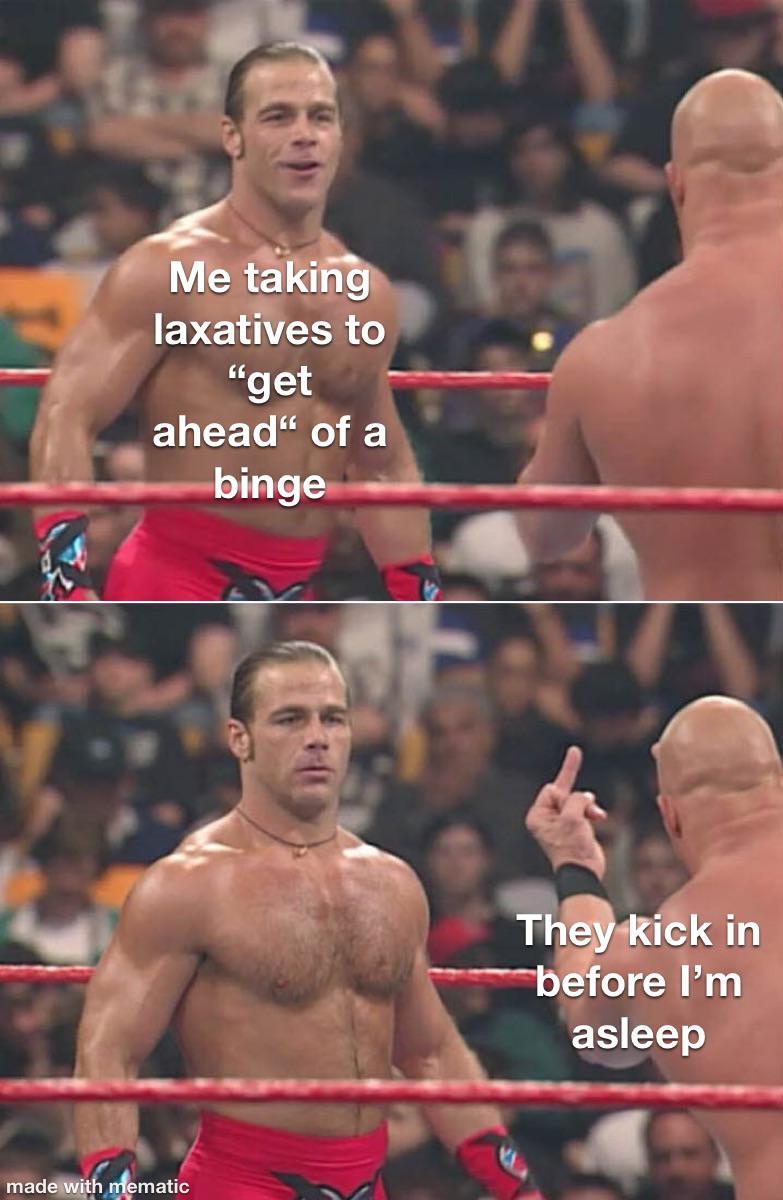 Me taking
laxatives to
“get
ahead“ of a
binge
They kick in
before I’m
asleep
made with mematic